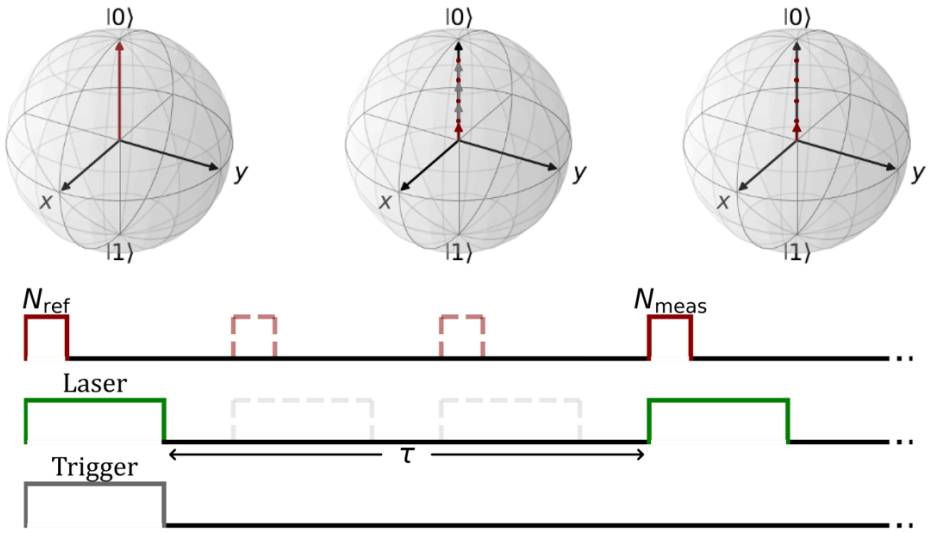 |0⟩ |0⟩ |0⟩
x y x y x y
|1⟩ |1⟩ |1⟩
N_ref N_meas
Laser
τ
Trigger